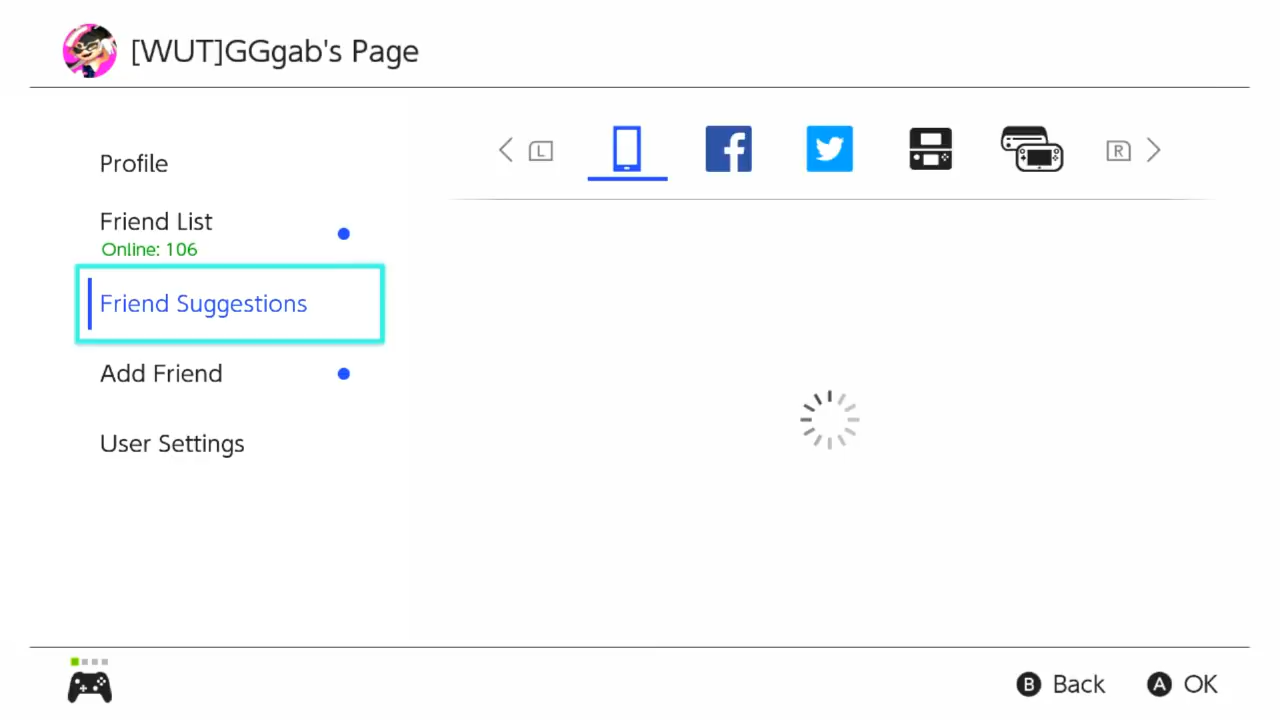 [WUT]GGgab's Page
Profile
Friend List
Online: 106
Friend Suggestions
Add Friend
User Settings
L
R
B Back
A OK